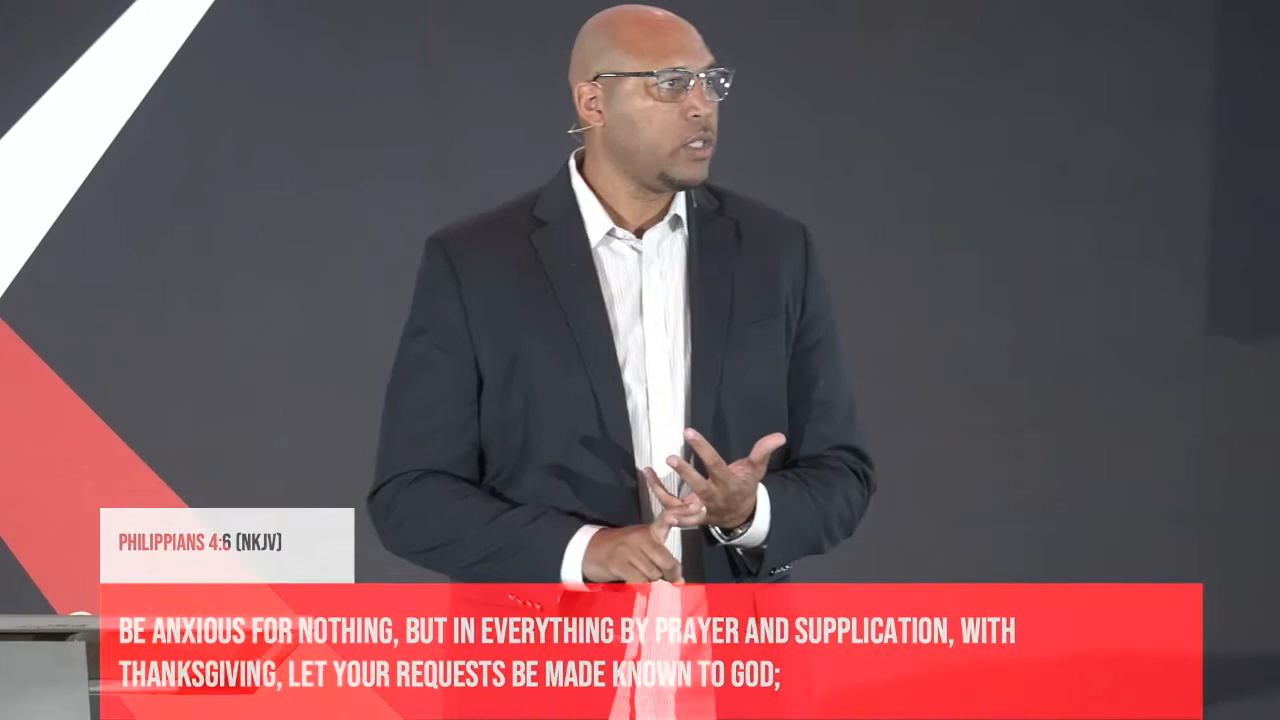 PHILIPPIANS 4:6 (NKJV)
BE ANXIOUS FOR NOTHING, BUT IN EVERYTHING BY PRAYER AND SUPPLICATION, WITH
THANKSGIVING, LET YOUR REQUESTS BE MADE KNOWN TO GOD;